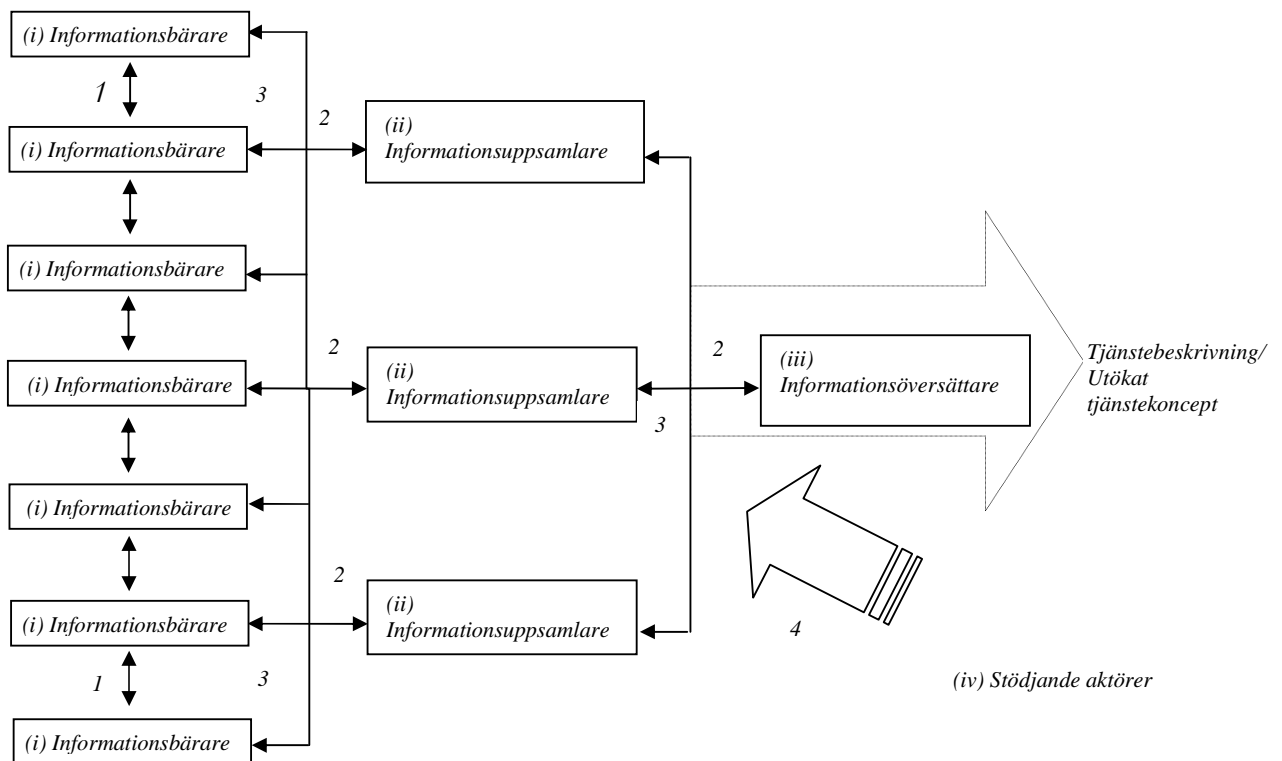 (i) Informationsbärare
1
3
2
(ii)
Informationsuppsamlare
(i) Informationsbärare
(i) Informationsbärare
2
(ii)
Informationsuppsamlare
(i) Informationsbärare
3
2
(iii)
Informationsöversättare
Tjänstebeskrivning/
Utökat
tjänstekoncept
(i) Informationsbärare
2
(ii)
Informationsuppsamlare
(i) Informationsbärare
4
1
3
(iv) Stödjande aktörer
(i) Informationsbärare